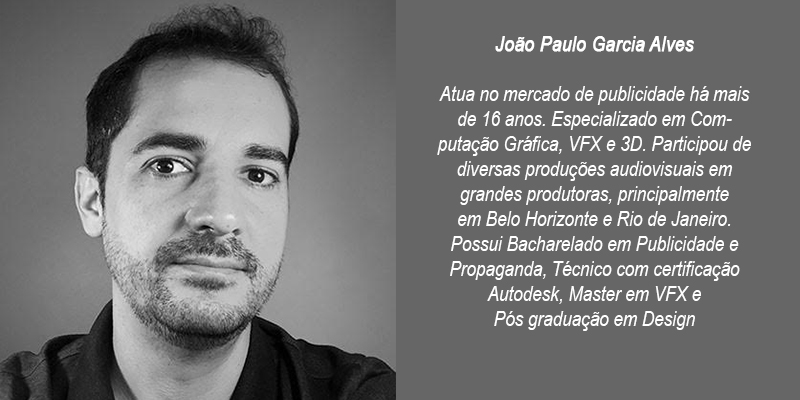 João Paulo Garcia Alves
Atua no mercado de publicidade há mais
de 16 anos. Especializado em Com-
putação Gráfica, VFX e 3D. Participou de
diversas produções audiovisuais em
grandes produtoras, principalmente
em Belo Horizonte e Rio de Janeiro.
Possui Bacharelado em Publicidade e
Propaganda, Técnico com certificação
Autodesk, Master em VFX e
Pós graduação em Design